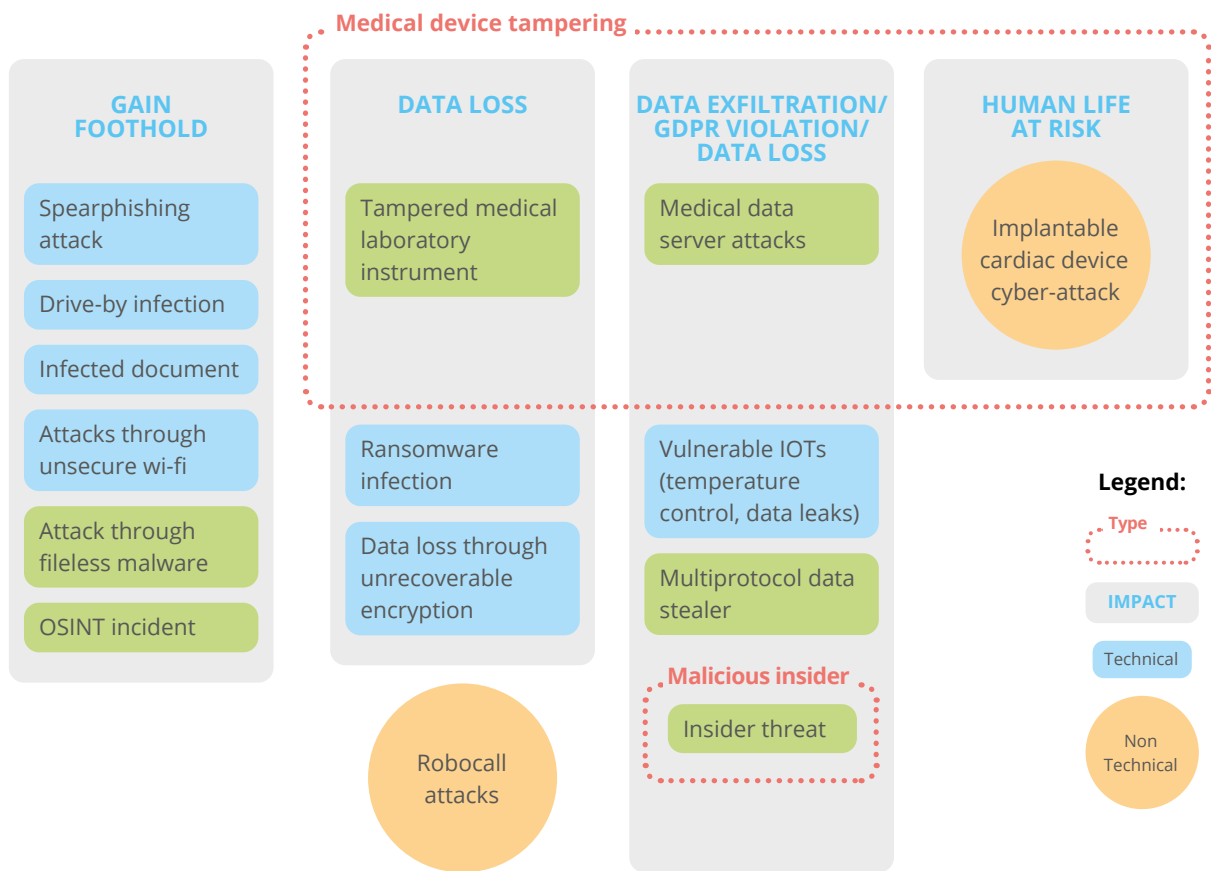 Medical device tampering
GAIN
FOOTHOLD
Spearphishing
attack
Drive-by infection
Infected document
Attacks through
unsecure wi-fi
Attack through
fileless malware
OSINT incident
DATA LOSS
Tampered medical
laboratory
instrument
Ransomware
infection
Data loss through
unrecoverable
encryption
Robocall
attacks
DATA EXFILTRATION/
GDPR VIOLATION/
DATA LOSS
Medical data
server attacks
Vulnerable IOTs
(temperature
control, data leaks)
Multiprotocol data
stealer
Malicious insider
Insider threat
HUMAN LIFE
AT RISK
Implantable
cardiac device
cyber-attack
Legend:
Type
IMPACT
Technical
Non
Technical